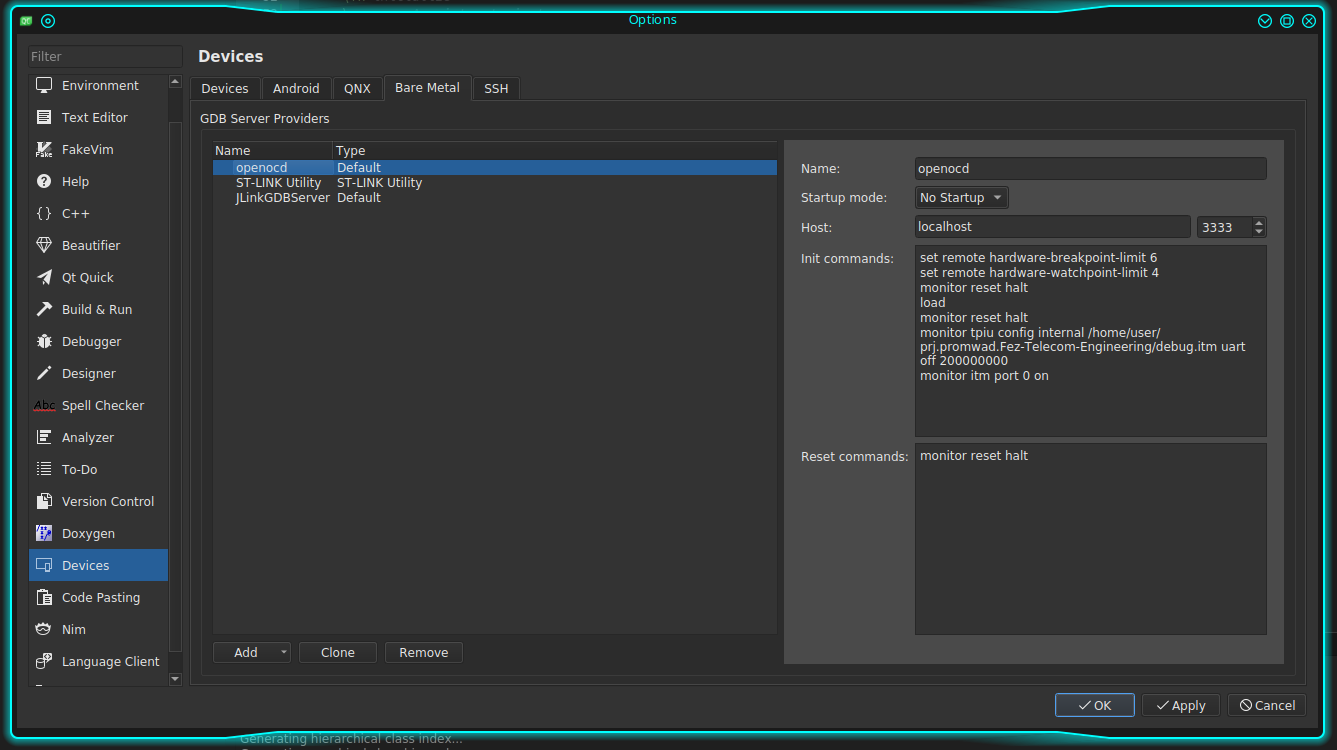 Options
Filter
Environment
Text Editor
FakeVim
Help
C++
Beautifier
Qt Quick
Build & Run
Debugger
Designer
Abc Spell Checker
Analyzer
To-Do
Version Control
Doxygen
Devices
Code Pasting
Nim
Language Client
Devices
Devices Android QNX Bare Metal SSH
GDB Server Providers
Name Type
openocd Default
ST-LINK Utility ST-LINK Utility
JLinkGDBServer Default
Add Clone Remove
Name: openocd
Startup mode: No Startup
Host: localhost 3333
Init commands:
set remote hardware-breakpoint-limit 6
set remote hardware-watchpoint-limit 4
monitor reset halt
load
monitor reset halt
monitor tpiu config internal /home/user/
prj.promwad.Fez-Telecom-Engineering/debug.itm uart
off 200000000
monitor itm port 0 on
Reset commands: monitor reset halt
OK Apply Cancel
Generating hierarchical class index...